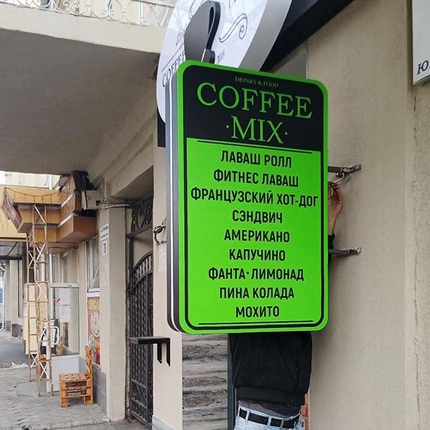 COFFEE
DRINKS & FOOD
COFFEE
·MIX·
ЛАВАШ РОЛЛ
ФИТНЕС ЛАВАШ
ФРАНЦУЗСКИЙ ХОТ-ДОГ
СЭНДВИЧ
АМЕРИКАНО
КАПУЧИНО
ФАНТА·ЛИМОНАД
ПИНА КОЛАДА
МОХИТО